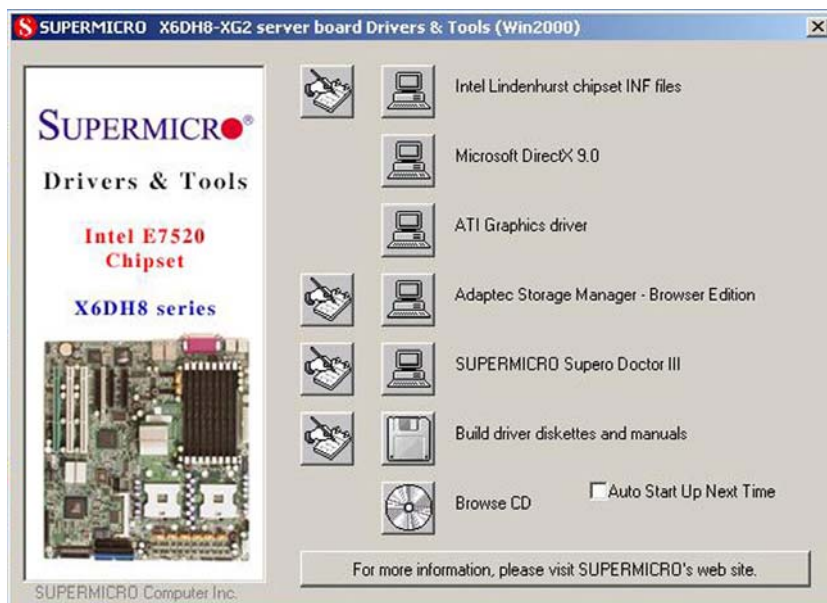 SUPERMICRO X6DH8-XG2 server board Drivers & Tools (Win2000)
SUPERMICRO®
Drivers & Tools
Intel E7520
Chipset
X6DH8 series
SUPERMICRO Computer Inc.
Intel Lindenhurst chipset INF files
Microsoft DirectX 9.0
ATI Graphics driver
Adaptec Storage Manager - Browser Edition
SUPERMICRO Supero Doctor III
Build driver diskettes and manuals
Browse CD
Auto Start Up Next Time
For more information, please visit SUPERMICRO's web site.